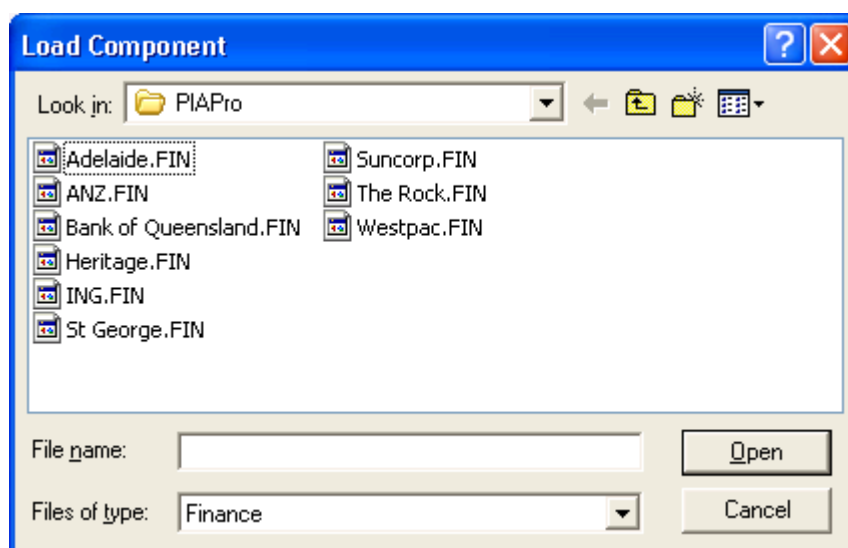 Load Component
Look in: PIAPro
Adelaide.FIN
ANZ.FIN
Bank of Queensland.FIN
Heritage.FIN
ING.FIN
St George.FIN
Suncorp.FIN
The Rock.FIN
Westpac.FIN
File name:
Open
Files of type: Finance
Cancel